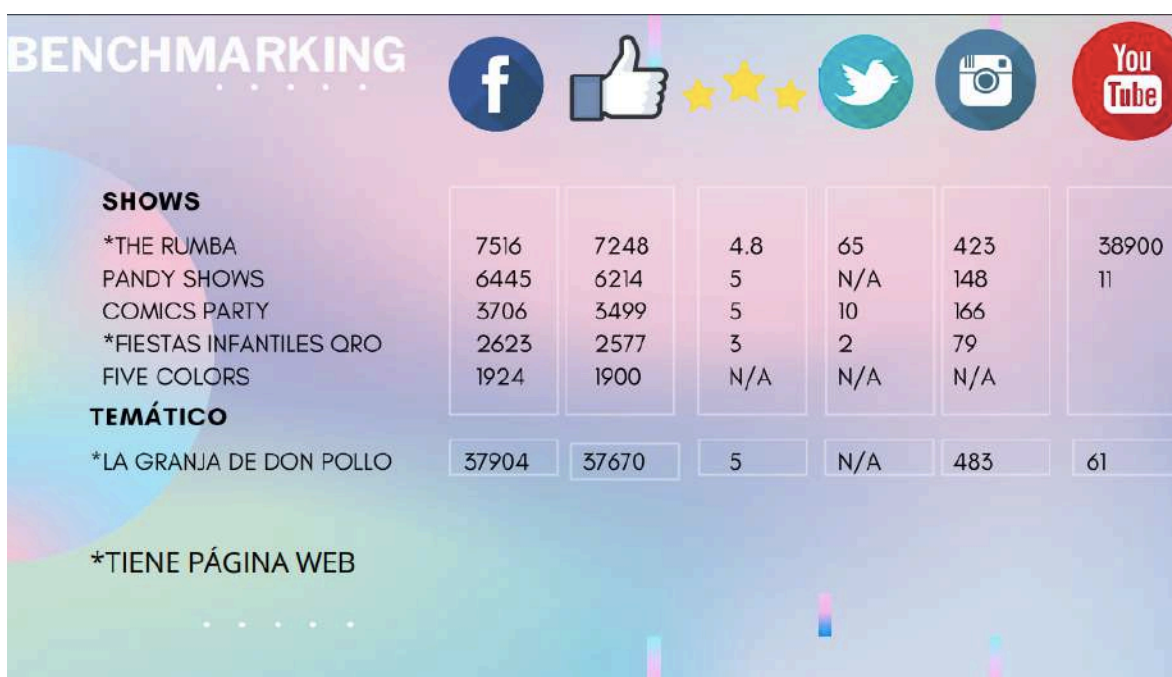 BENCHMARKING
f
You
Tube
SHOWS
*THE RUMBA 7516 7248 4.8 65 423 38900
PANDY SHOWS 6445 6214 5 N/A 148 11
COMICS PARTY 3706 3499 5 10 166
*FIESTAS INFANTILES QRO 2623 2577 3 2 79
FIVE COLORS 1924 1900 N/A N/A N/A
TEMÁTICO
*LA GRANJA DE DON POLLO 37904 37670 5 N/A 483 61
*TIENE PÁGINA WEB